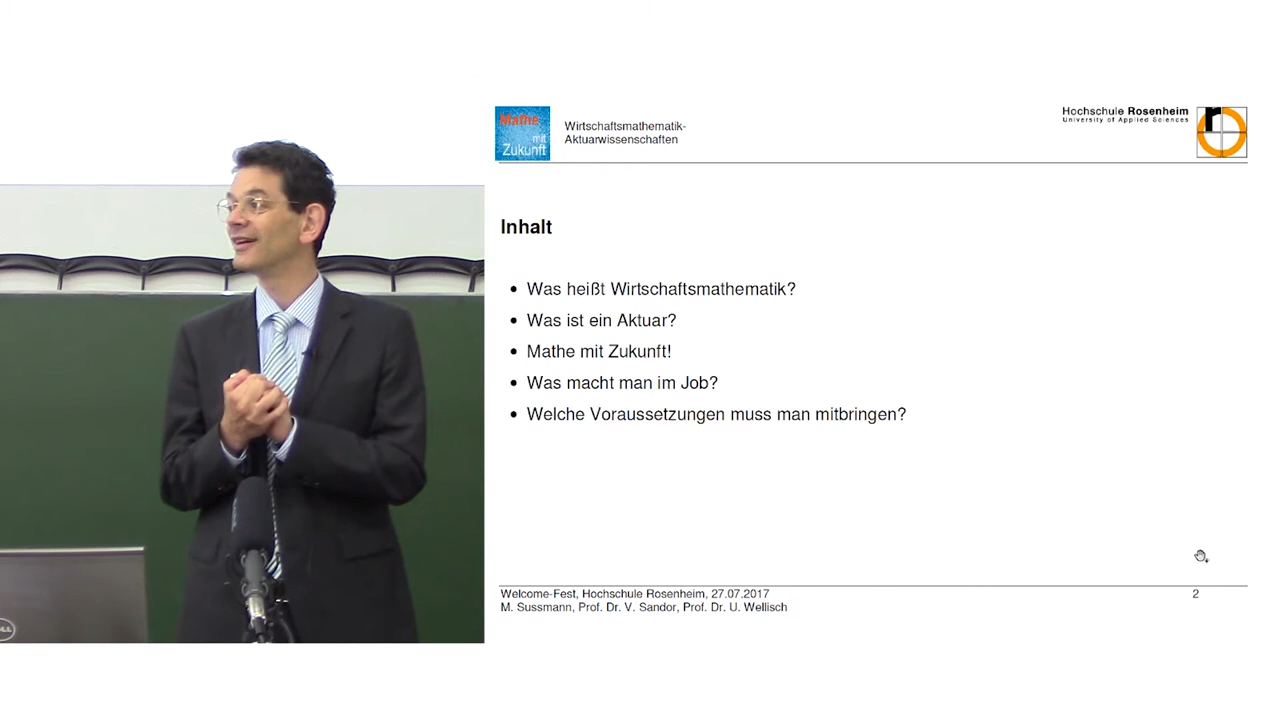 Mathe
mit
Zukunft
Wirtschaftsmathematik-
Aktuarwissenschaften
Hochschule Rosenheim
University of Applied Sciences
r
Inhalt
• Was heißt Wirtschaftsmathematik?
• Was ist ein Aktuar?
• Mathe mit Zukunft!
• Was macht man im Job?
• Welche Voraussetzungen muss man mitbringen?
Welcome-Fest, Hochschule Rosenheim, 27.07.2017
2
M. Sussmann, Prof. Dr. V. Sandor, Prof. Dr. U. Wellisch